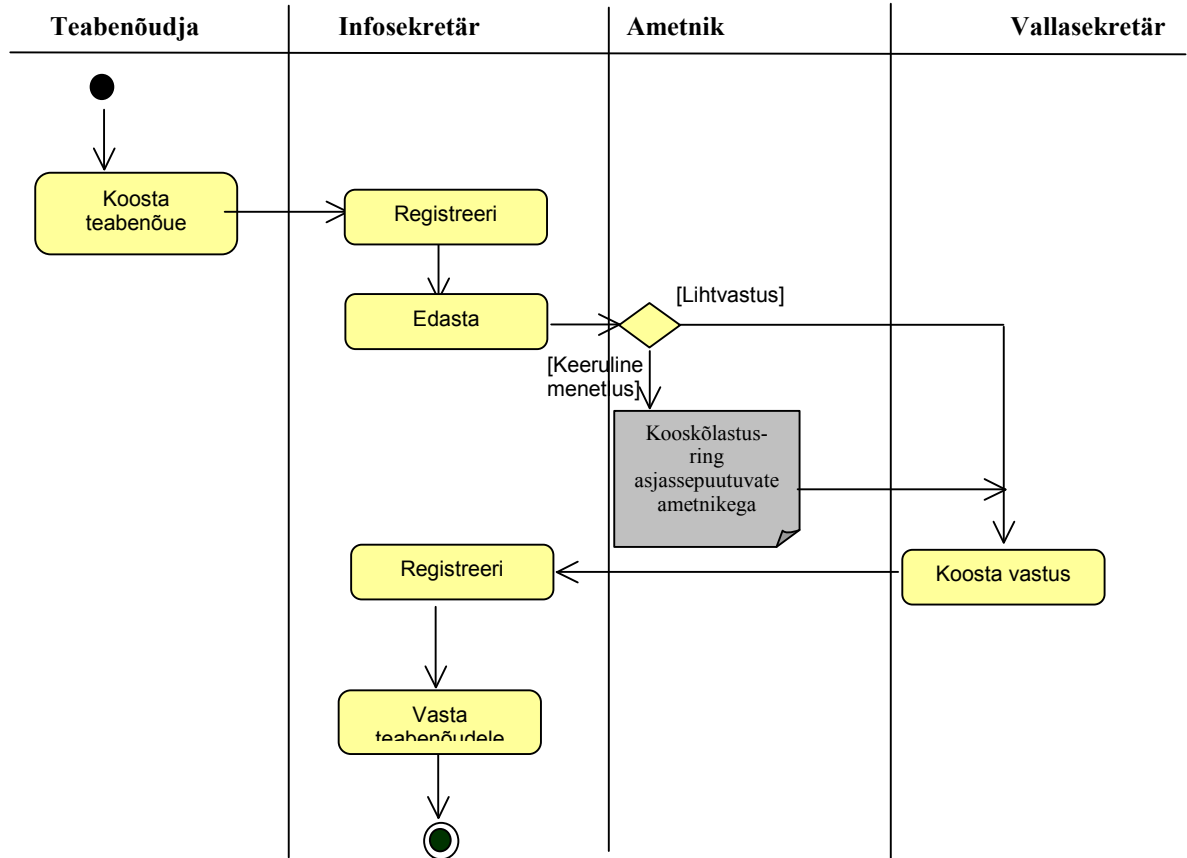 Teabenõudja
Infosekretär
Ametnik
Vallasekretär
Koosta
teabenõue
Registreeri
Edasta
[Lihtvastus]
[Keeruline
menetlus]
Kooskõlastus-
ring
asjassepuutuvate
ametnikega
Registreeri
Koosta vastus
Vasta
teabenõudele